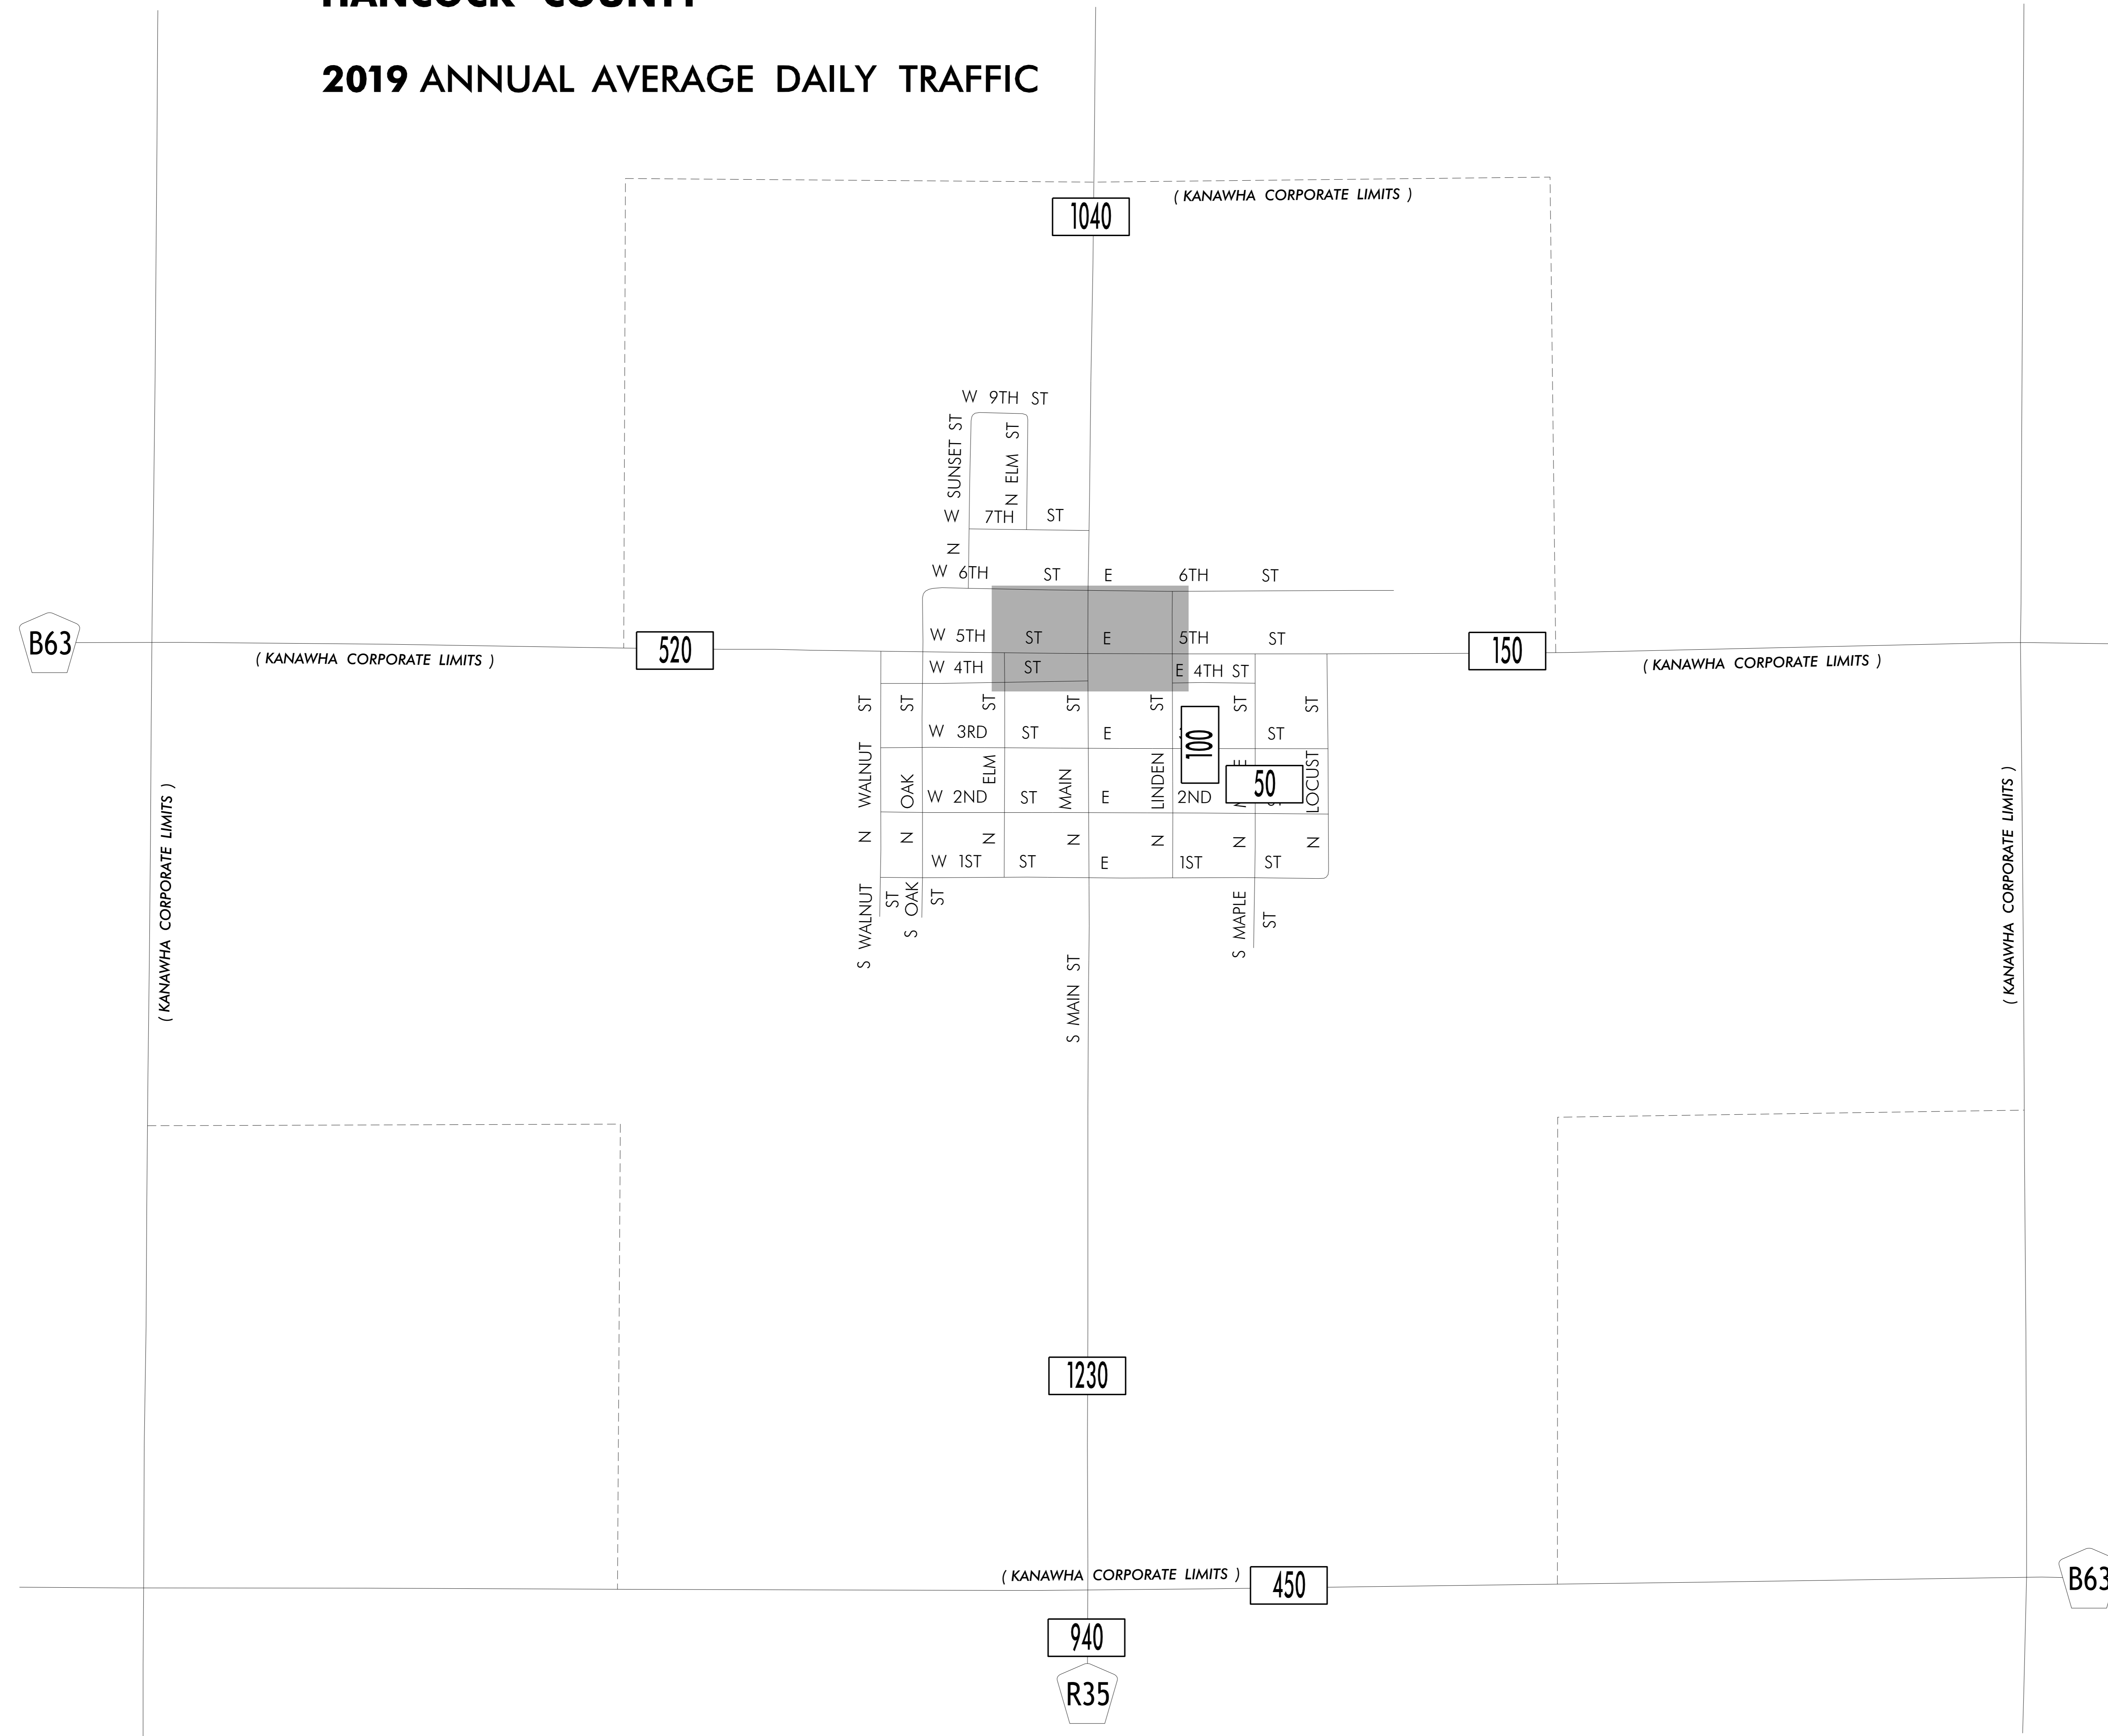 HANCOCK COUNTY
2019 ANNUAL AVERAGE DAILY TRAFFIC
( KANAWHA CORPORATE LIMITS )
1040
W 9TH ST
N SUNSET ST
N ELM ST
W 7TH ST
W 6TH ST E 6TH ST
B63
W 5TH ST E 5TH ST
520
150
( KANAWHA CORPORATE LIMITS )
( KANAWHA CORPORATE LIMITS )
W 4TH ST E 4TH ST
N WALNUT ST
N OAK ST
N ELM ST
N MAIN ST
N LINDEN ST
N ST
N LOCUST ST
W 3RD ST E ST
100
50
W 2ND ST E 2ND
W 1ST ST E 1ST ST
( KANAWHA CORPORATE LIMITS )
( KANAWHA CORPORATE LIMITS )
S WALNUT ST
S OAK ST
S MAIN ST
S MAPLE ST
1230
( KANAWHA CORPORATE LIMITS )
450
B63
940
R35